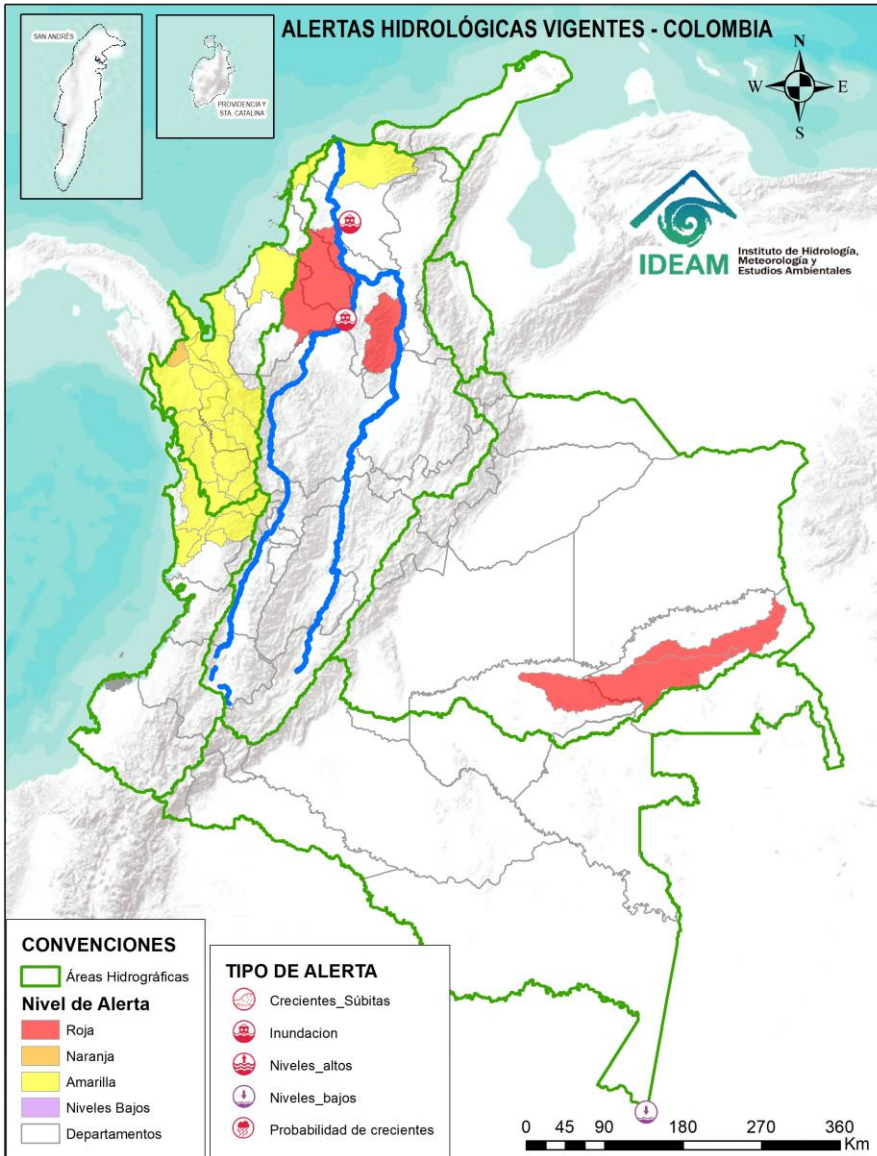 ALERTAS HIDROLÓGICAS VIGENTES - COLOMBIA
SAN ANDRÉS
PROVIDENCIA Y
STA. CATALINA
N
W
E
S
IDEAM
Instituto de Hidrología,
Meteorología y
Estudios Ambientales
CONVENCIONES
Áreas Hidrográficas
Nivel de Alerta
Roja
Naranja
Amarilla
Niveles Bajos
Departamentos
TIPO DE ALERTA
Crecientes_Súbitas
Inundacion
Niveles_altos
Niveles_bajos
Probabilidad de crecientes
0 45 90 180 270 360
Km